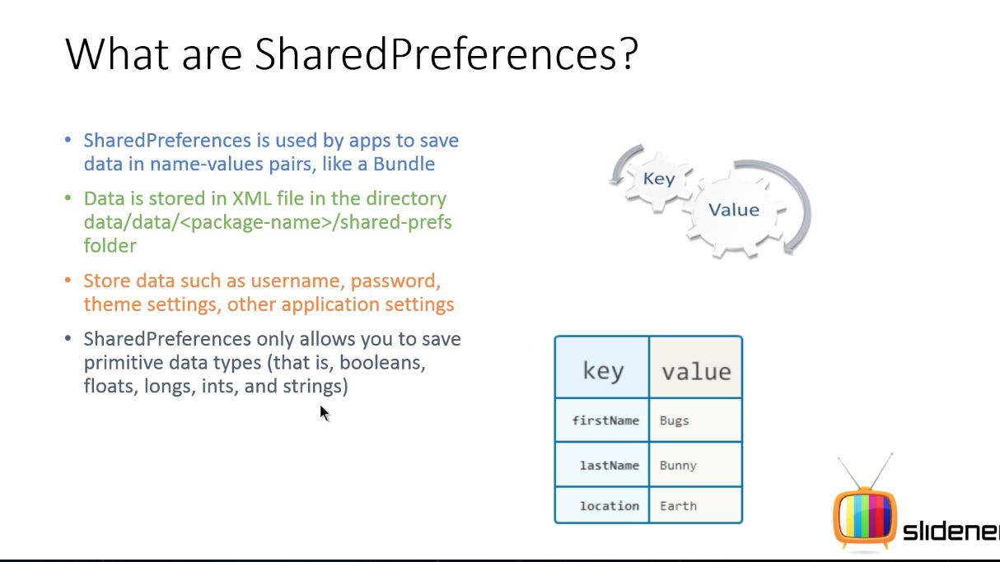 What are SharedPreferences?
• SharedPreferences is used by apps to save
data in name-values pairs, like a Bundle
• Data is stored in XML file in the directory
data/data/<package-name>/shared-prefs
folder
• Store data such as username, password,
theme settings, other application settings
• SharedPreferences only allows you to save
primitive data types (that is, booleans,
floats, longs, ints, and strings)
Key
Value
key value
firstName Bugs
lastName Bunny
location Earth